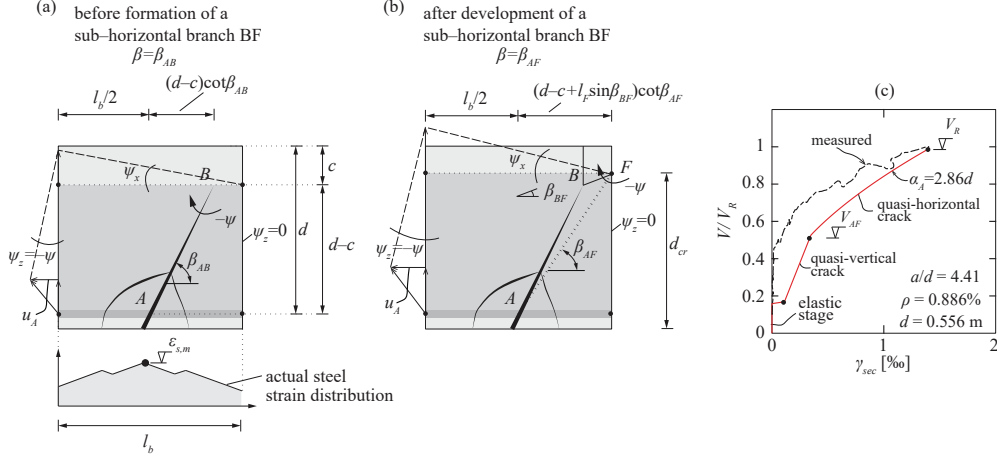 (a)
before formation of a
sub–horizontal branch BF
β=β_AB
(d–c)cotβ_AB
l_b/2
ψ_x
B
–ψ
c
d
d–c
ψ_z=0
ψ_z=–ψ
u_A
A
β_AB
ε_s,m
actual steel
strain distribution
l_b
(b)
after development of a
sub–horizontal branch BF
β=β_AF
(d–c+l_F sinβ_BF)cotβ_AF
l_b/2
ψ_x
B
F
–ψ
β_BF
ψ_z=0
ψ_z=–ψ
β_AF
d_cr
u_A
A
(c)
V/V_R
1
0.8
0.6
0.4
0.2
0
0
1
2
γ_sec [‰]
measured
V_R
α_A=2.86d
quasi-horizontal
crack
V_AF
quasi-vertical
crack
elastic
stage
a/d = 4.41
ρ = 0.886%
d = 0.556 m